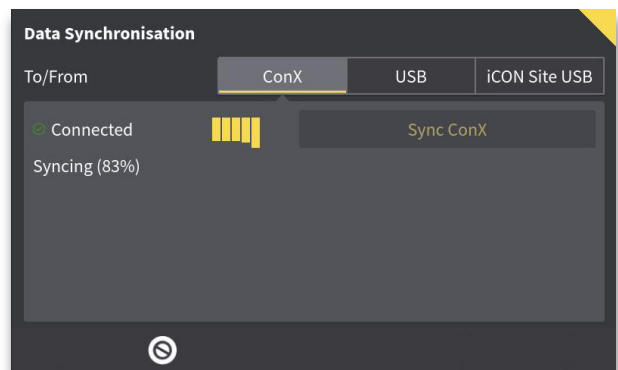 Data Synchronisation
To/From ConX USB iCON Site USB
Connected Sync ConX
Syncing (83%)